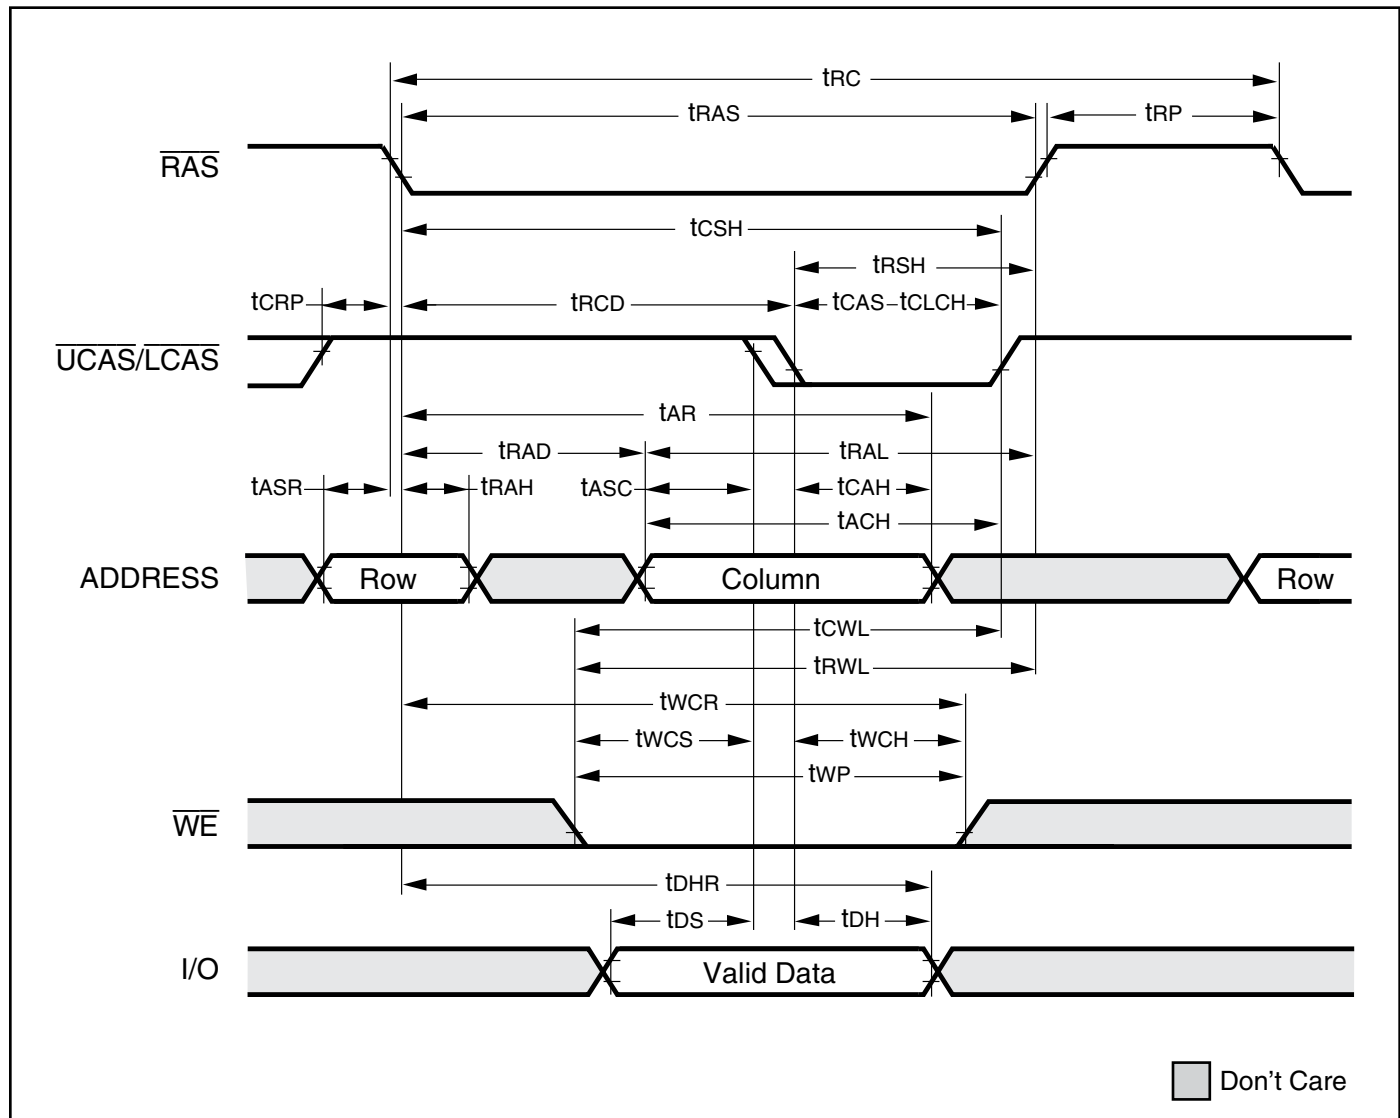 tRC
tRAS tRP
RAS
tCSH
tRSH
tCRP tRCD tCAS tCLCH
UCAS/LCAS
tAR
tRAD tRAL
tASR tRAH tASC tCAH
tACH
ADDRESS Row Column Row
tCWL
tRWL
tWCR
tWCS tWCH
tWP
WE
tDHR
tDS tDH
I/O Valid Data
Don't Care